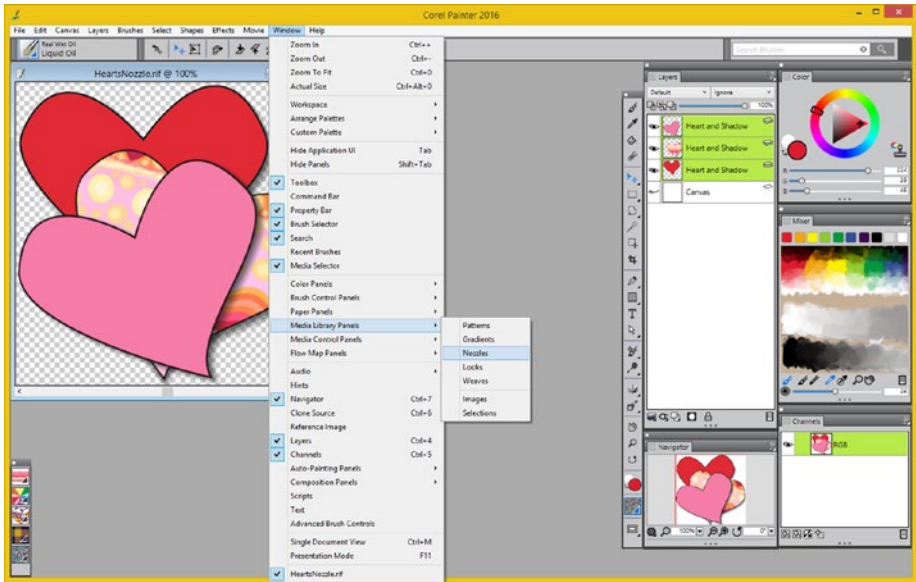 Corel Painter 2016
File Edit Canvas Layers Brushes Select Shapes Effects Movie Window Help
Real Wet Oil
Liquid Oil
Search Brushes
HeartsNozzle.rif @ 100%
Zoom In Ctrl++
Zoom Out Ctrl+-
Zoom To Fit Ctrl+0
Actual Size Ctrl+Alt+0
Workspace
Arrange Palettes
Custom Palette
Hide Application UI Tab
Hide Panels Shift+Tab
Toolbox
Command Bar
Property Bar
Brush Selector
Search
Recent Brushes
Media Selector
Color Panels
Brush Control Panels
Paper Panels
Media Library Panels
Media Control Panels
Flow Map Panels
Audio
Hints
Navigator Ctrl+7
Clone Source Ctrl+6
Reference Image
Layers Ctrl+4
Channels Ctrl+5
Auto-Painting Panels
Composition Panels
Scripts
Text
Advanced Brush Controls
Single Document View Ctrl+M
Presentation Mode F11
HeartsNozzle.rif
Patterns
Gradients
Nozzles
Looks
Weaves
Images
Selections
Layers
Default Ignore
100%
Heart and Shadow
Heart and Shadow
Heart and Shadow
Canvas
Navigator
100% 0°
Color
R
G
B
Mixer
Channels
RGB